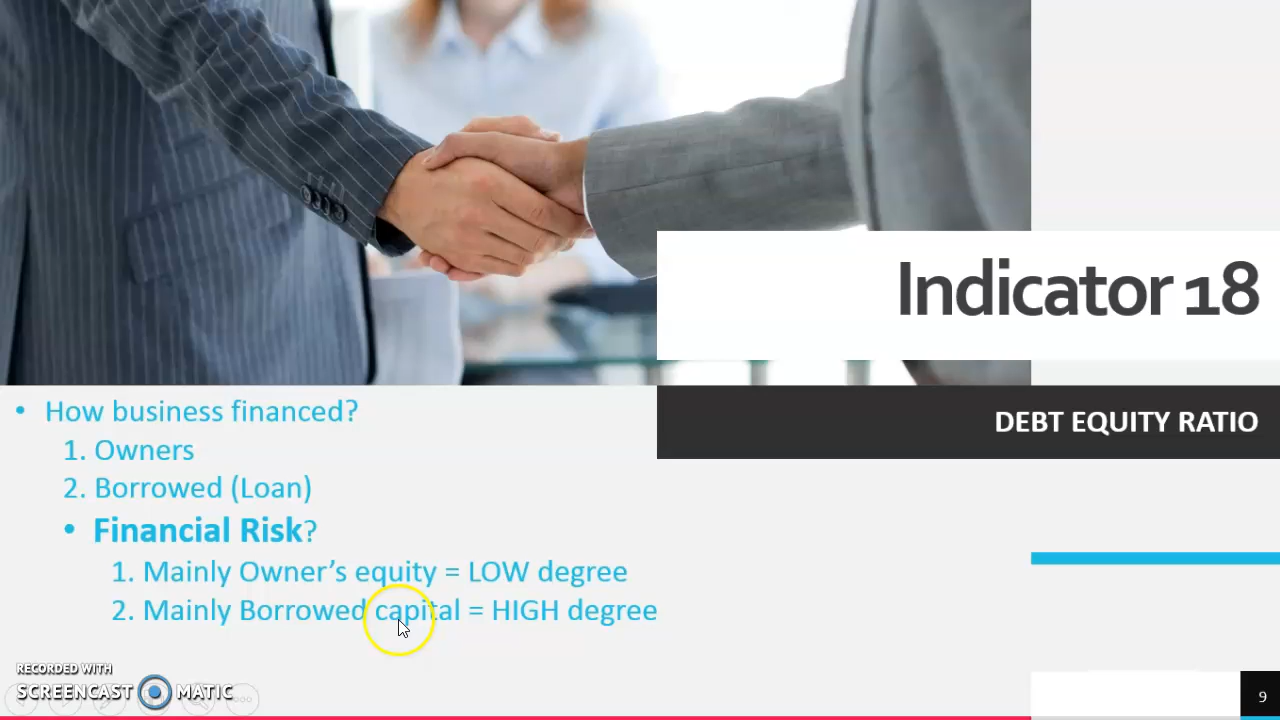 Indicator 18
DEBT EQUITY RATIO
• How business financed?
1. Owners
2. Borrowed (Loan)
• Financial Risk?
1. Mainly Owner's equity = LOW degree
2. Mainly Borrowed capital = HIGH degree
RECORDED WITH
SCREENCAST MATIC
9